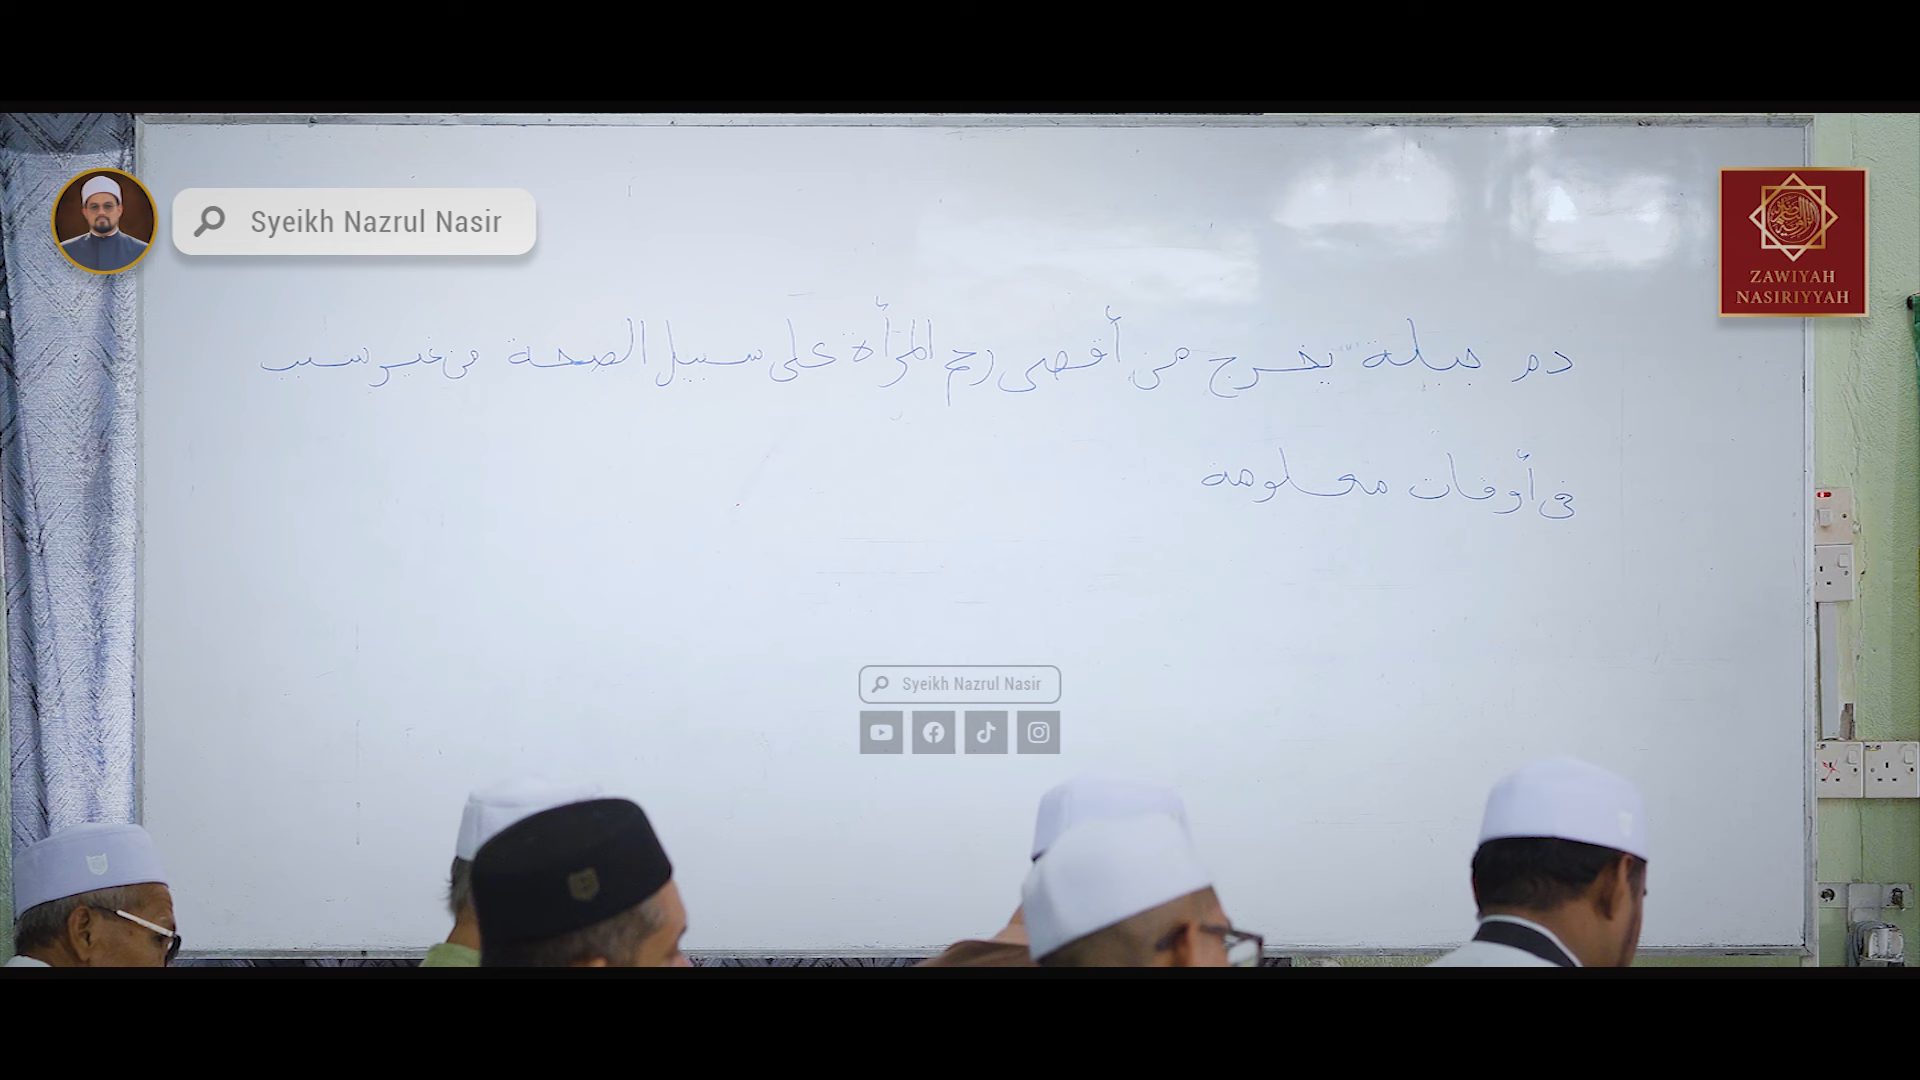 Syeikh Nazrul Nasir
ZAWIYAH
NASIRIYYAH
دم جبلة يخرج من أقصى رحم المرأة على سبيل الصحة من غير سبب
فى أوقات معلومة
Syeikh Nazrul Nasir